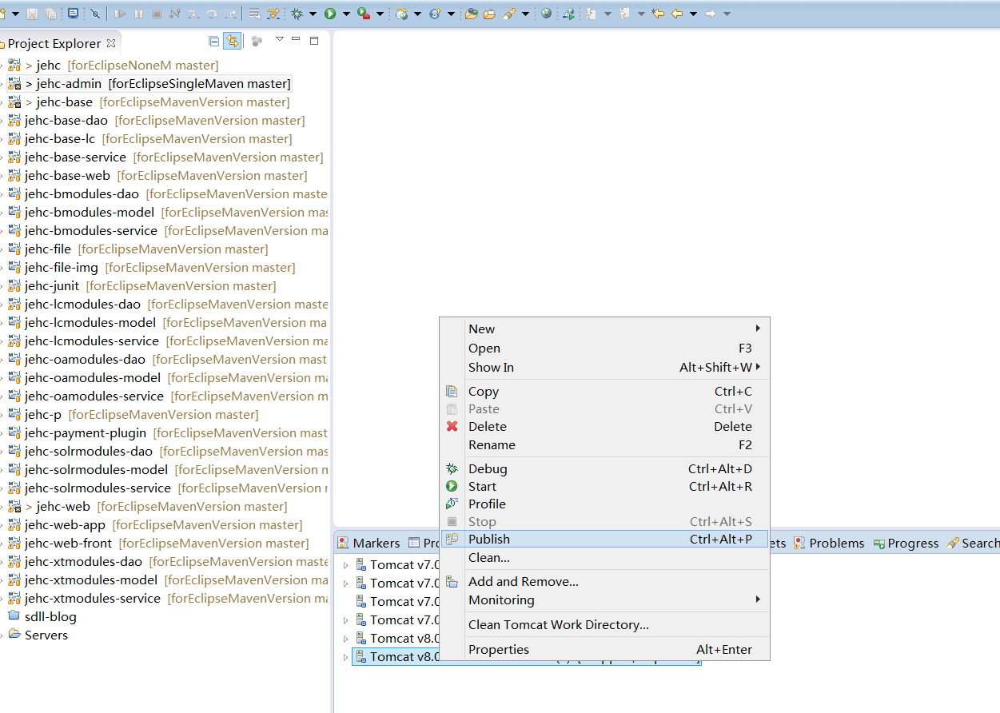 Project Explorer
> jehc [forEclipseNoneM master]
> jehc-admin [forEclipseSingleMaven master]
> jehc-base [forEclipseMavenVersion master]
jehc-base-dao [forEclipseMavenVersion master]
jehc-base-lc [forEclipseMavenVersion master]
jehc-base-service [forEclipseMavenVersion master]
jehc-base-web [forEclipseMavenVersion master]
jehc-bmodules-dao [forEclipseMavenVersion maste
jehc-bmodules-model [forEclipseMavenVersion mas
jehc-bmodules-service [forEclipseMavenVersion ma
jehc-file [forEclipseMavenVersion master]
jehc-file-img [forEclipseMavenVersion master]
jehc-junit [forEclipseMavenVersion master]
jehc-lcmodules-dao [forEclipseMavenVersion maste
jehc-lcmodules-model [forEclipseMavenVersion ma
jehc-lcmodules-service [forEclipseMavenVersion ma
jehc-oamodules-dao [forEclipseMavenVersion mast
jehc-oamodules-model [forEclipseMavenVersion ma
jehc-oamodules-service [forEclipseMavenVersion m
jehc-p [forEclipseMavenVersion master]
jehc-payment-plugin [forEclipseMavenVersion mast
jehc-solrmodules-dao [forEclipseMavenVersion mas
jehc-solrmodules-model [forEclipseMavenVersion m
jehc-solrmodules-service [forEclipseMavenVersion r
> jehc-web [forEclipseMavenVersion master]
jehc-web-app [forEclipseMavenVersion master]
jehc-web-front [forEclipseMavenVersion master]
jehc-xtmodules-dao [forEclipseMavenVersion maste
jehc-xtmodules-model [forEclipseMavenVersion ma
jehc-xtmodules-service [forEclipseMavenVersion ma
sdll-blog
Servers
New
Open F3
Show In Alt+Shift+W
Copy Ctrl+C
Paste Ctrl+V
Delete Delete
Rename F2
Debug Ctrl+Alt+D
Start Ctrl+Alt+R
Profile
Stop Ctrl+Alt+S
Publish Ctrl+Alt+P
Clean...
Add and Remove...
Monitoring
Clean Tomcat Work Directory...
Properties Alt+Enter
Markers Pro ets Problems Progress Search
Tomcat v7.0
Tomcat v7.0
Tomcat v7.0
Tomcat v7.0
Tomcat v8.0
Tomcat v8.0